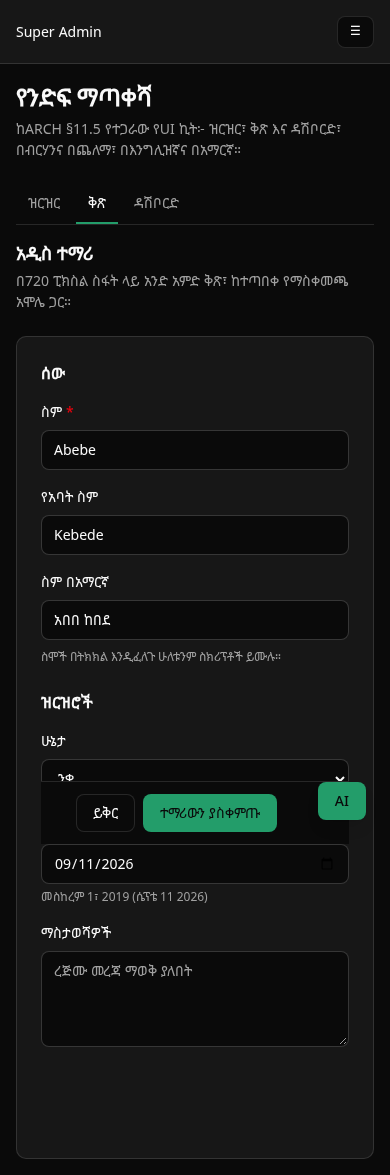 Super Admin
☰
የንድፍ ማጣቀሻ
ከARCH §11.5 የተጋራው የUI ኪት፦ ዝርዝር፣ ቅጽ እና ዳሽቦርድ፣
በብርሃንና በጨለማ፣ በእንግሊዝኛና በአማርኛ።
ዝርዝር
ቅጽ
ዳሽቦርድ
አዲስ ተማሪ
በ720 ፒክስል ስፋት ላይ አንድ አምድ ቅጽ፣ ከተጣበቀ የማስቀመጫ
አሞሌ ጋር።
ሰው
ስም *
Abebe
የአባት ስም
Kebede
ስም በአማርኛ
አበበ ከበደ
ስሞች በትክክል እንዲፈለጉ ሁለቱንም ስክሪፕቶች ይሙሉ።
ዝርዝሮች
ሁኔታ
ንቁ
ይቅር
ተማሪውን ያስቀምጡ
AI
09/11/2026
መስከረም 1፣ 2019 (ሴፕቴ 11 2026)
ማስታወሻዎች
ረጅሙ መረጃ ማወቅ ያለበት